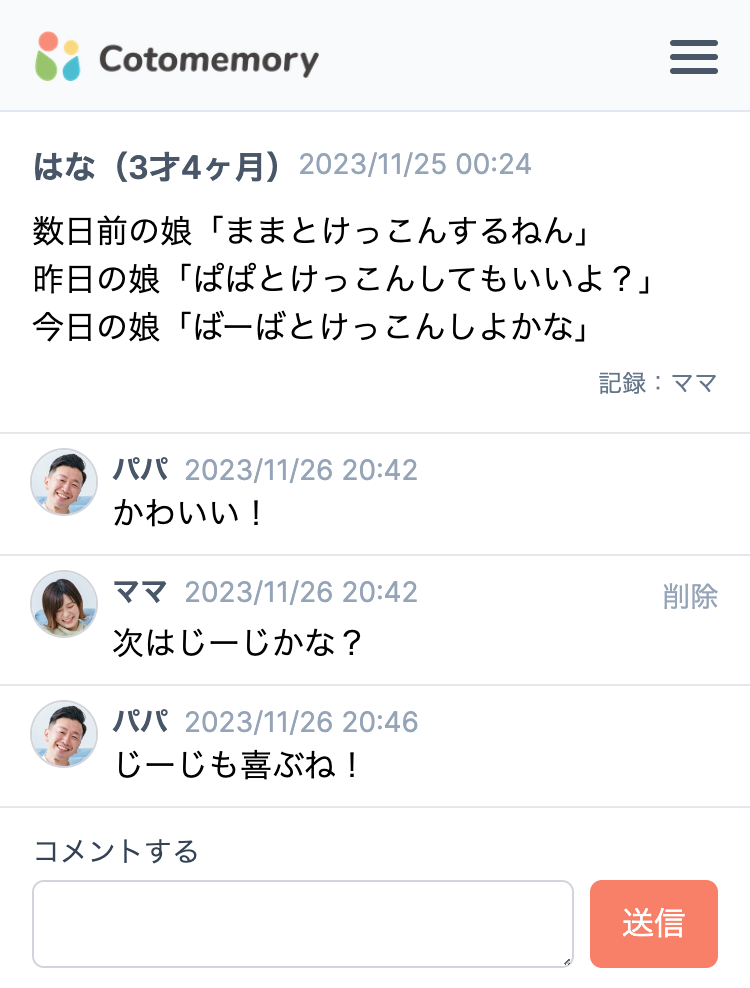 Cotomemory
はな（3才4ヶ月） 2023/11/25 00:24
数日前の娘「ままとけっこんするねん」
昨日の娘「ぱぱとけっこんしてもいいよ？」
今日の娘「ばーばとけっこんしよかな」
記録：ママ
パパ 2023/11/26 20:42
かわいい！
ママ 2023/11/26 20:42 削除
次はじーじかな？
パパ 2023/11/26 20:46
じーじも喜ぶね！
コメントする
送信